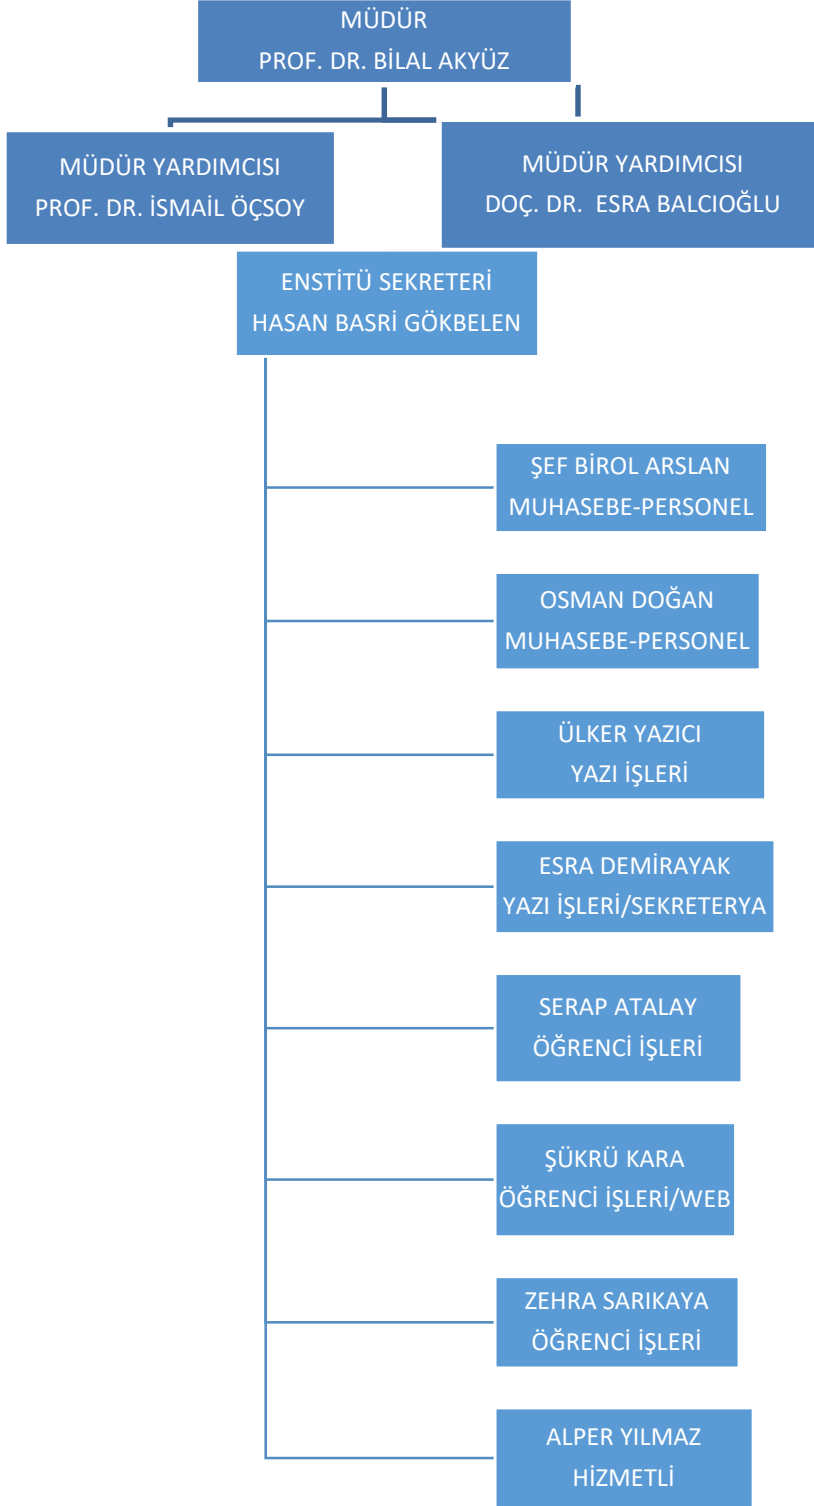 MÜDÜR
PROF. DR. BİLAL AKYÜZ
MÜDÜR YARDIMCISI
PROF. DR. İSMAİL ÖÇSOY
MÜDÜR YARDIMCISI
DOÇ. DR.  ESRA BALCIOĞLU
ENSTİTÜ SEKRETERİ
HASAN BASRİ GÖKBELEN
ŞEF BİROL ARSLAN
MUHASEBE-PERSONEL
OSMAN DOĞAN
MUHASEBE-PERSONEL
ÜLKER YAZICI
YAZI İŞLERİ
ESRA DEMİRAYAK
YAZI İŞLERİ/SEKRETERYA
SERAP ATALAY
ÖĞRENCİ İŞLERİ
ŞÜKRÜ KARA
ÖĞRENCİ İŞLERİ/WEB
ZEHRA SARIKAYA
ÖĞRENCİ İŞLERİ
ALPER YILMAZ
HİZMETLİ